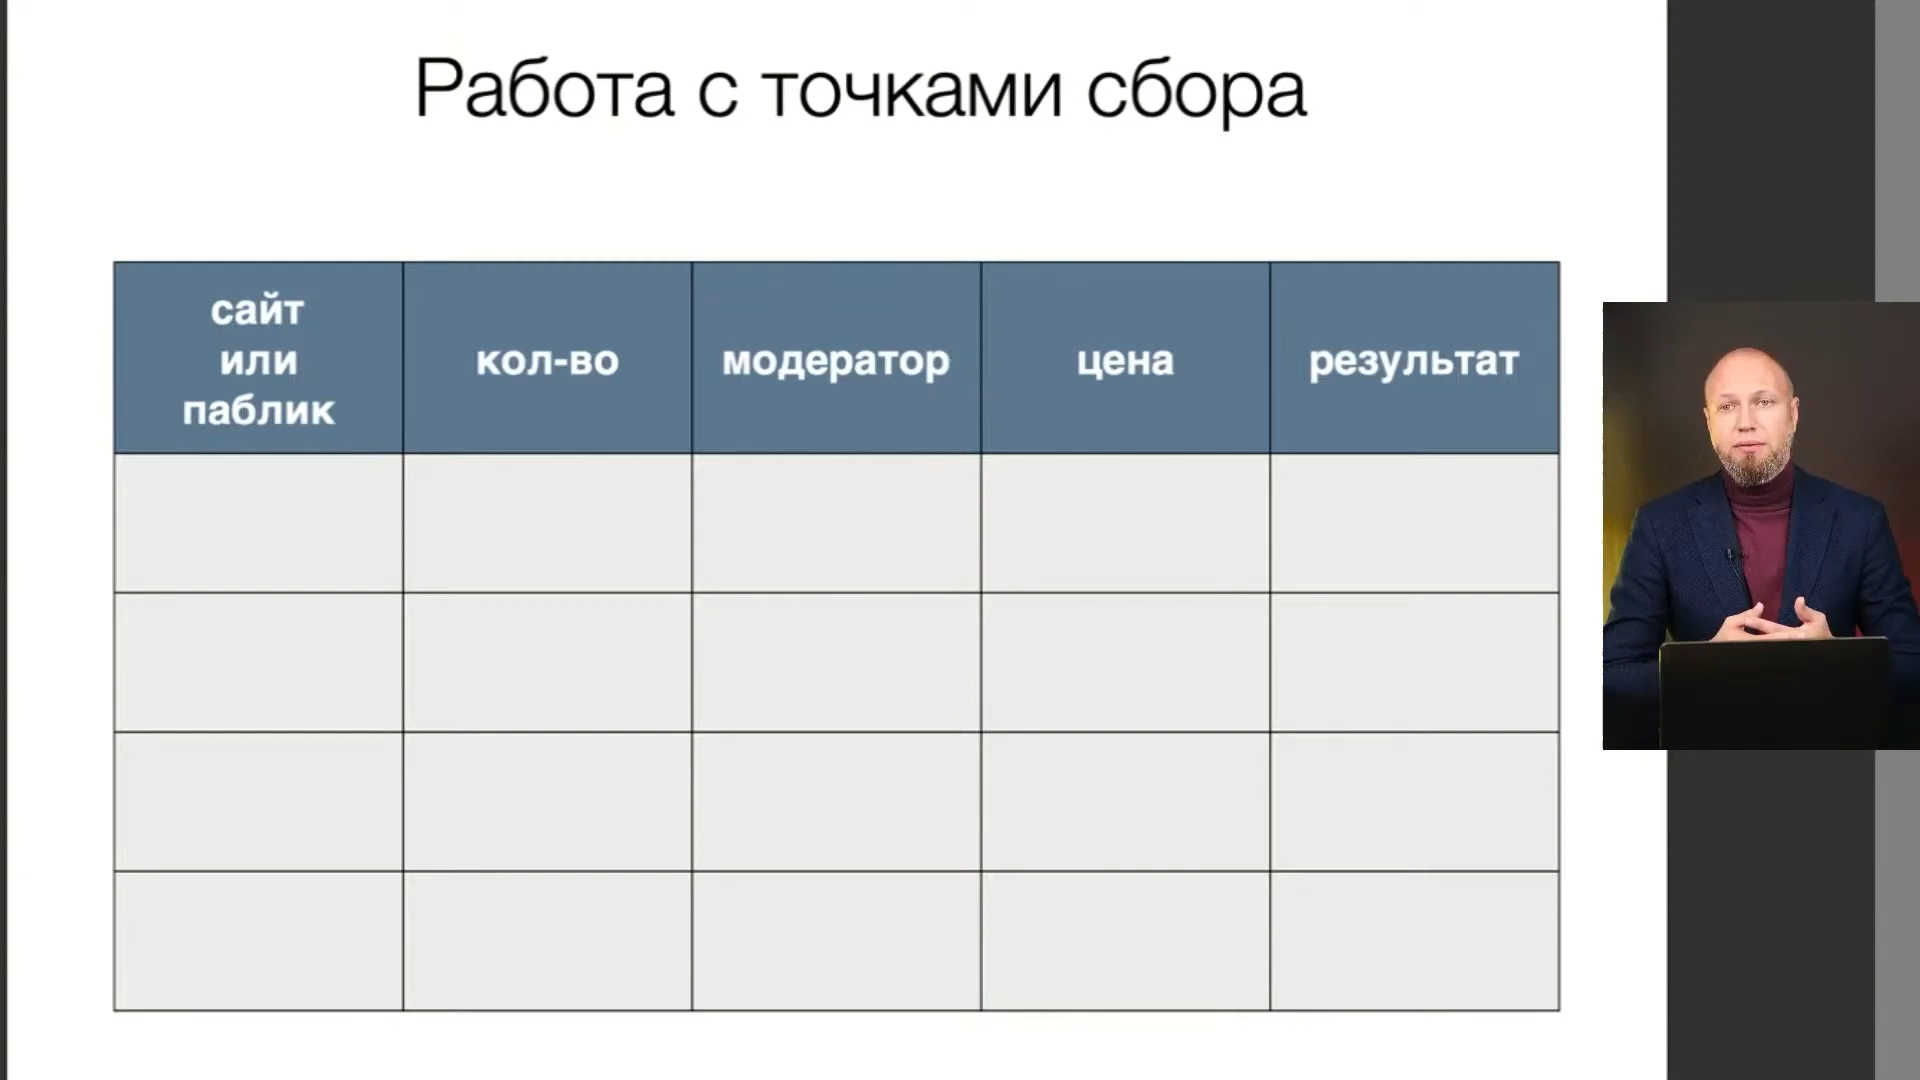 Работа с точками сбора
сайт
или
паблик
кол-во
модератор
цена
результат